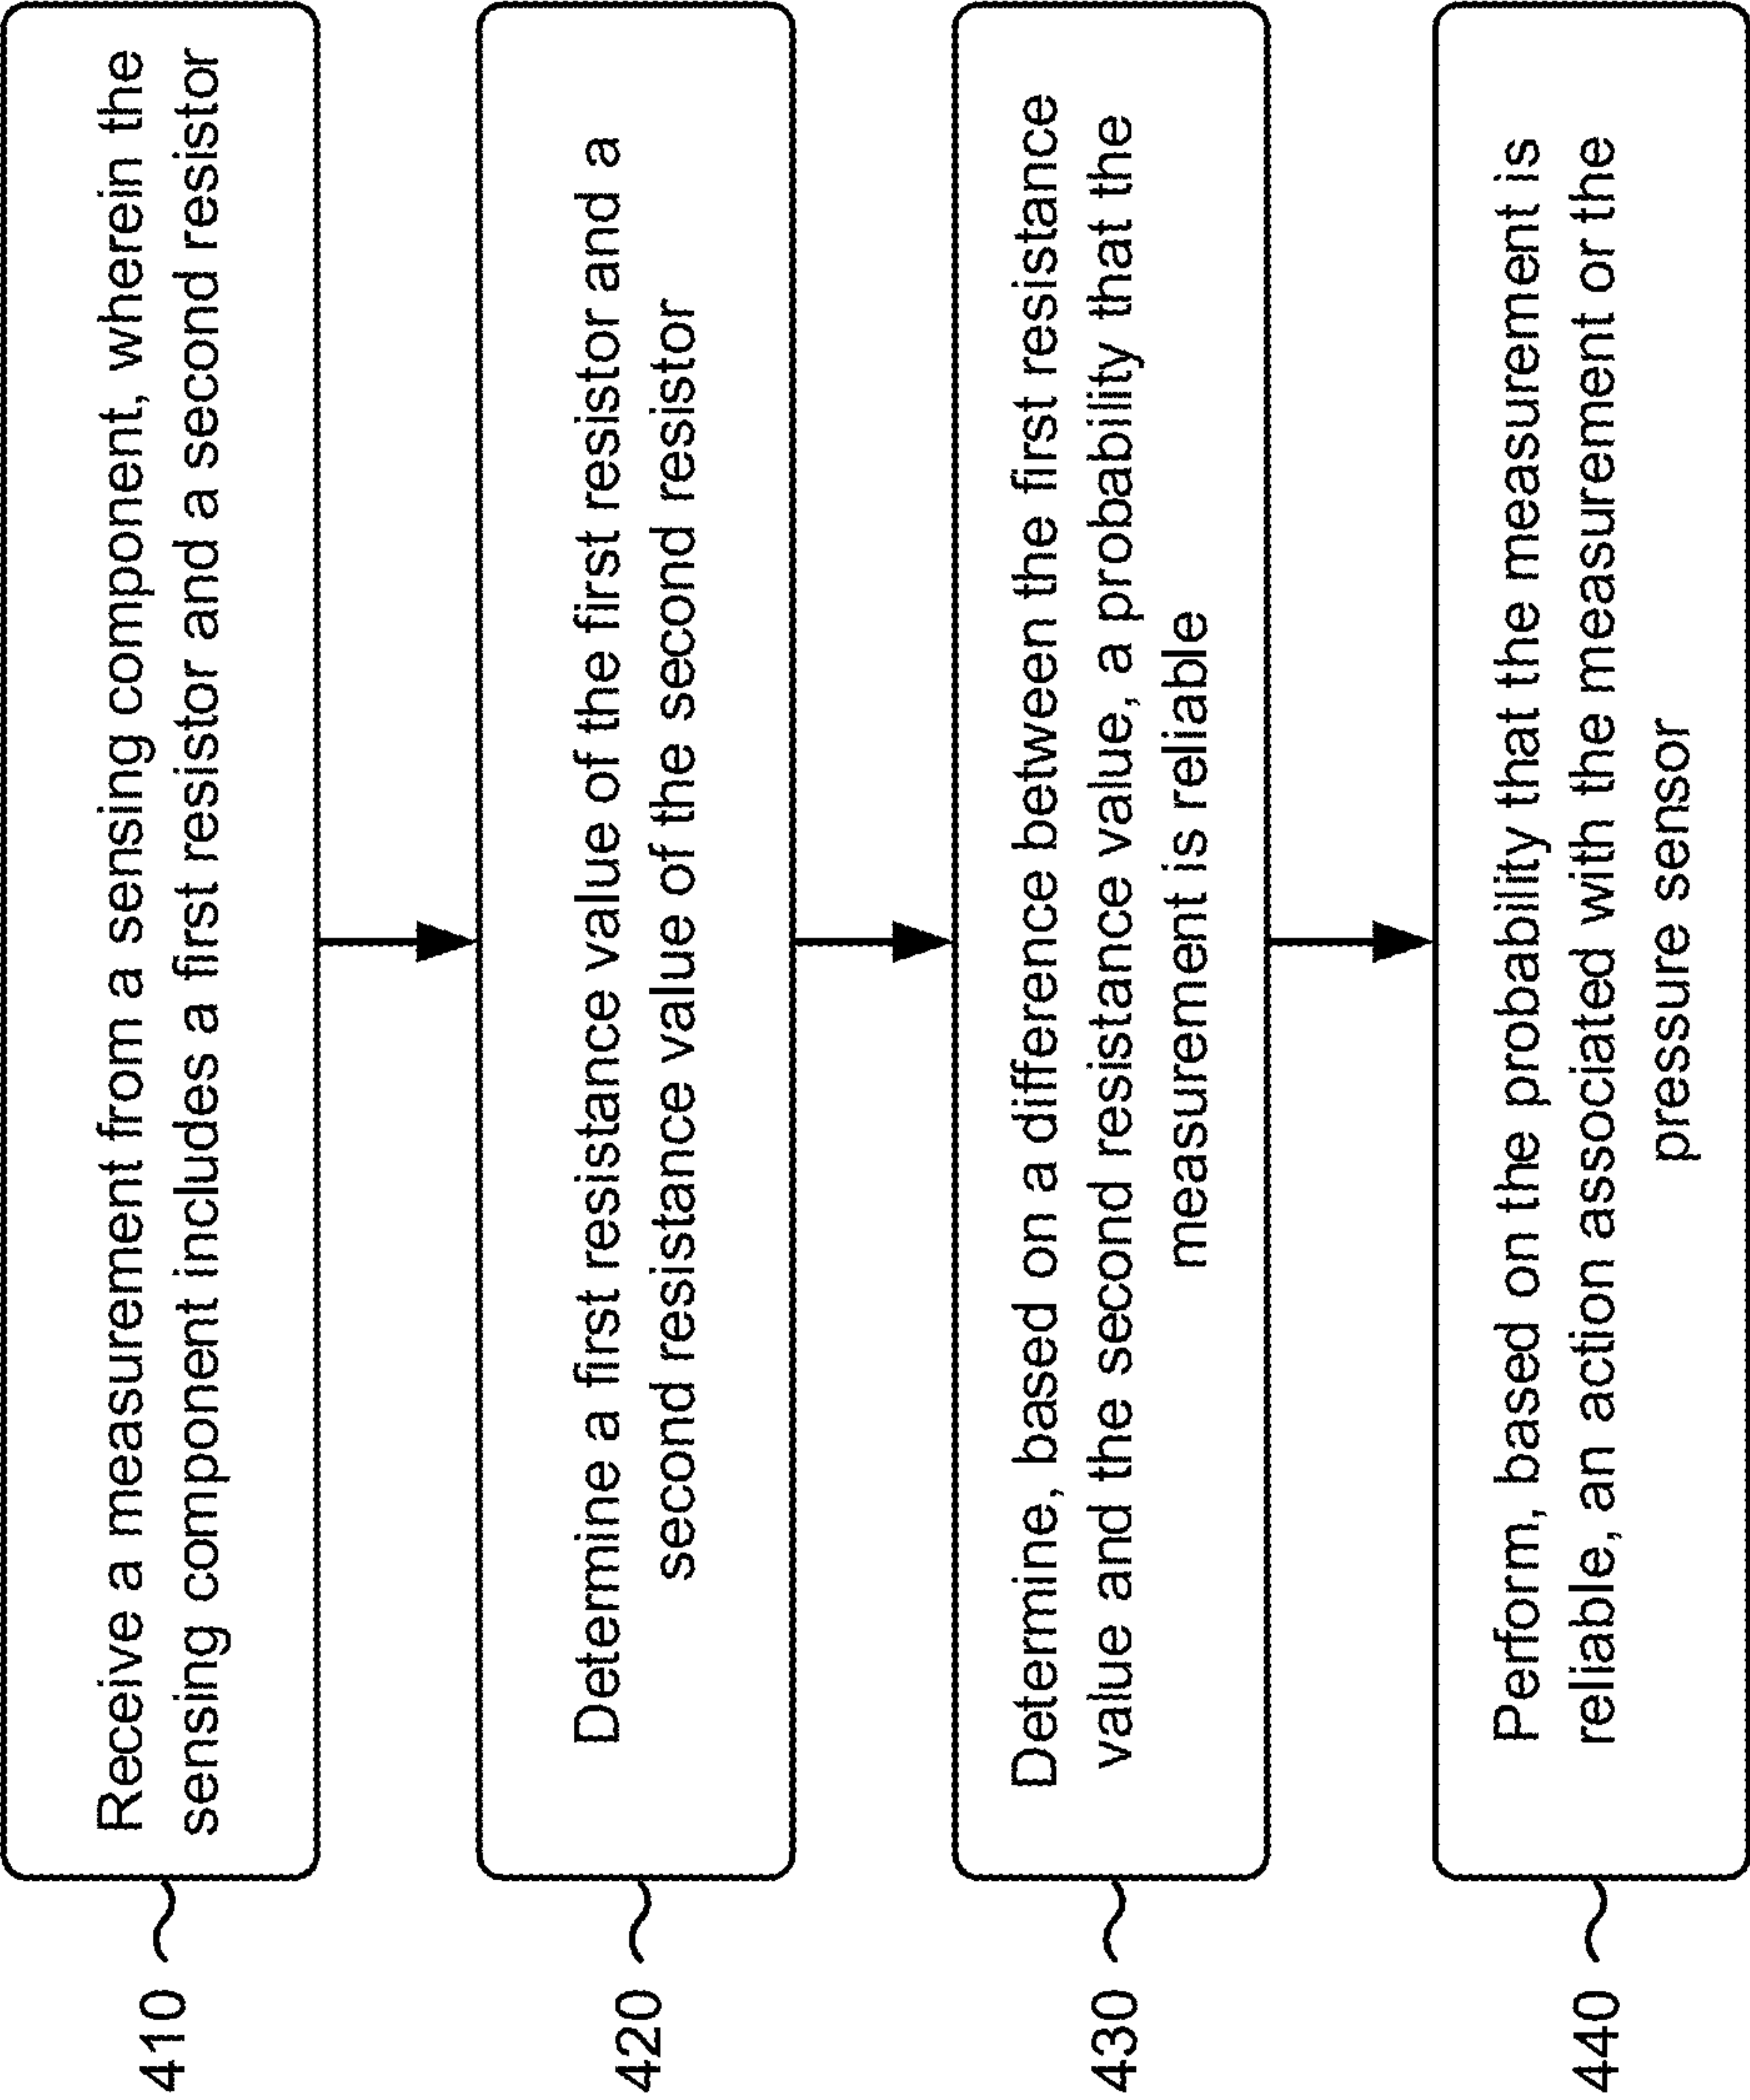 410
Receive a measurement from a sensing component, wherein the
sensing component includes a first resistor and a second resistor
420
Determine a first resistance value of the first resistor and a
second resistance value of the second resistor
430
Determine, based on a difference between the first resistance
value and the second resistance value, a probability that the
measurement is reliable
440
Perform, based on the probability that the measurement is
reliable, an action associated with the measurement or the
pressure sensor